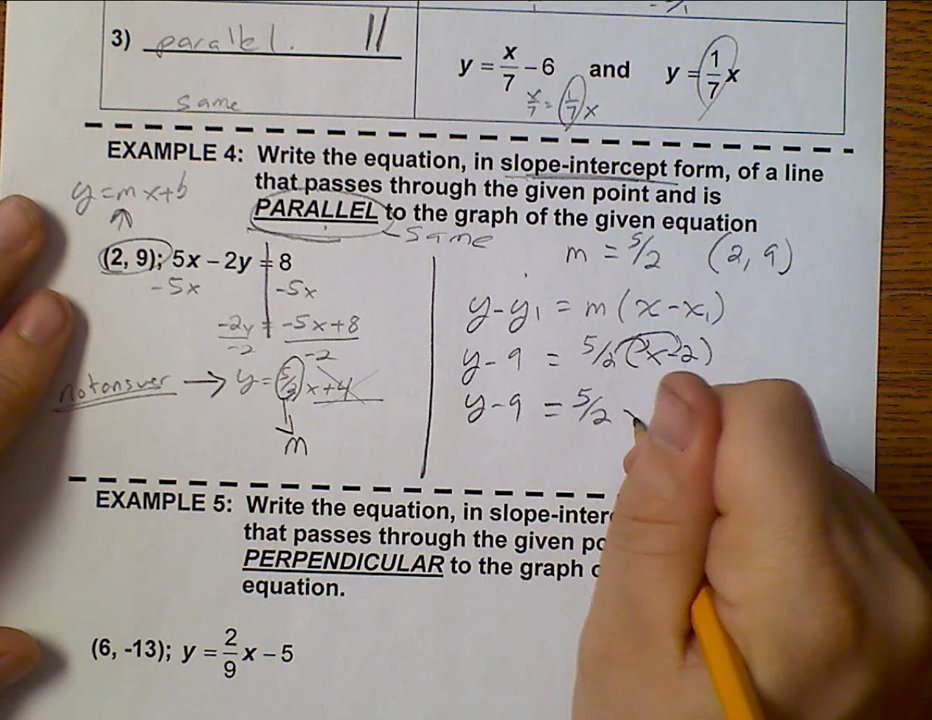 3) parallel. ||
same
y = x/7 − 6 and y = 1/7 x
x/7 = 1/7 x
EXAMPLE 4: Write the equation, in slope-intercept form, of a line
that passes through the given point and is
PARALLEL to the graph of the given equation
y = mx + b
same
(2, 9); 5x − 2y = 8
-5x -5x
-2y = -5x + 8
-2 -2
not answer → y = 5/2 x + 4
m
m = 5/2 (2, 9)
y - y₁ = m (x - x₁)
y - 9 = 5/2 (x - 2)
y - 9 = 5/2
EXAMPLE 5: Write the equation, in slope-inter
that passes through the given po
PERPENDICULAR to the graph
equation.
(6, -13); y = 2/9 x − 5